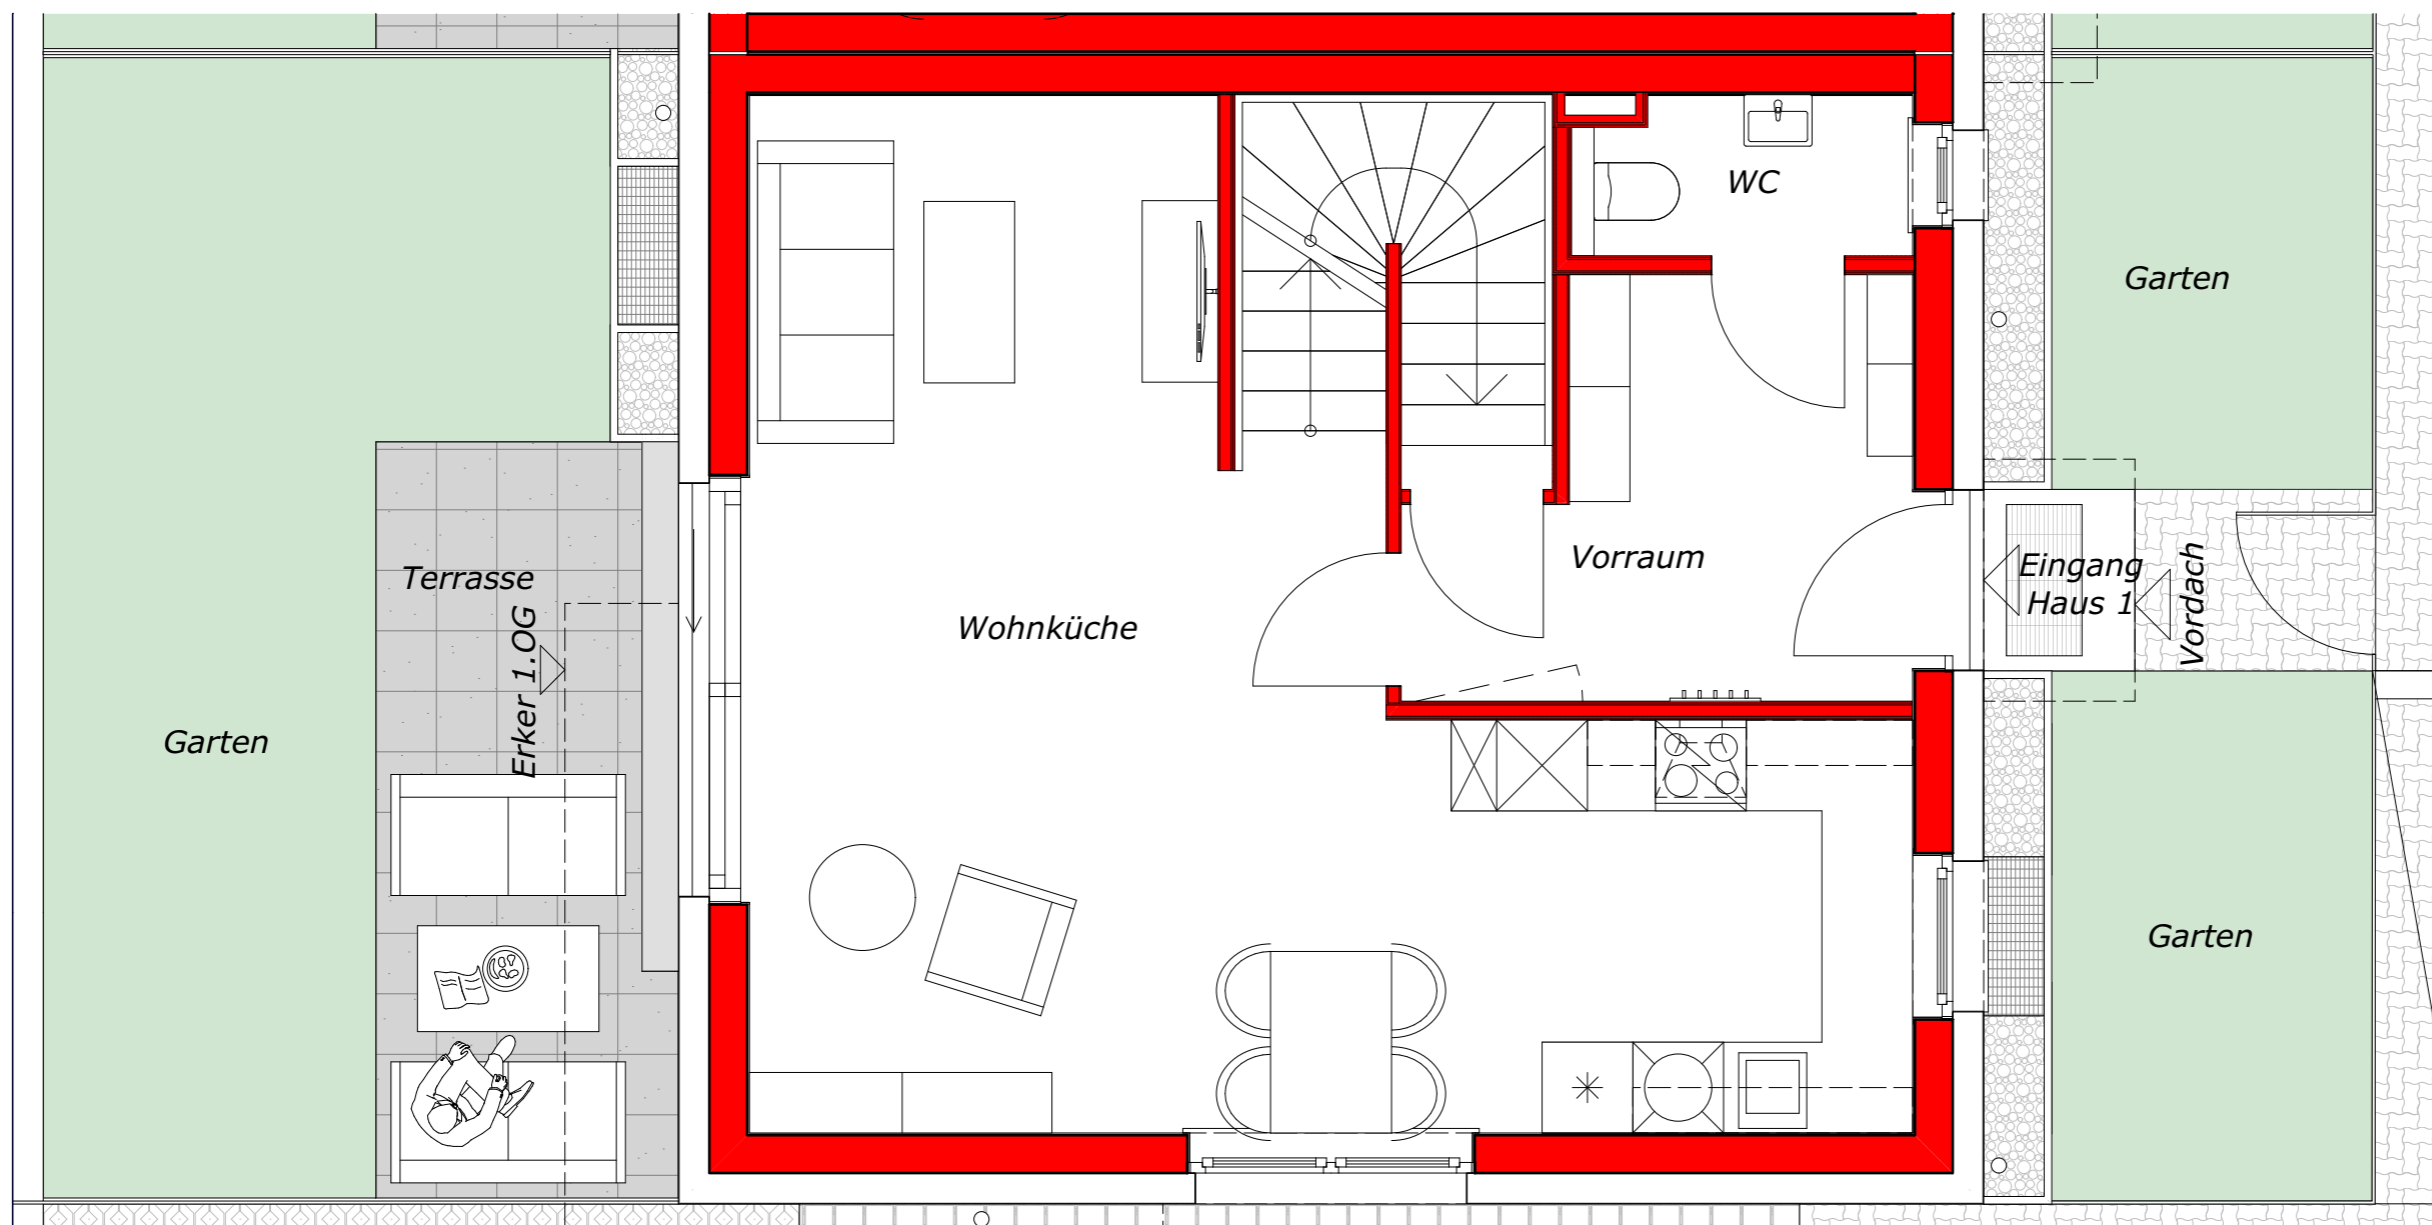 WC
Garten
Terrasse
Erker 1.OG
Wohnküche
Vorraum
Eingang
Haus 1
Vordach
Garten
Garten